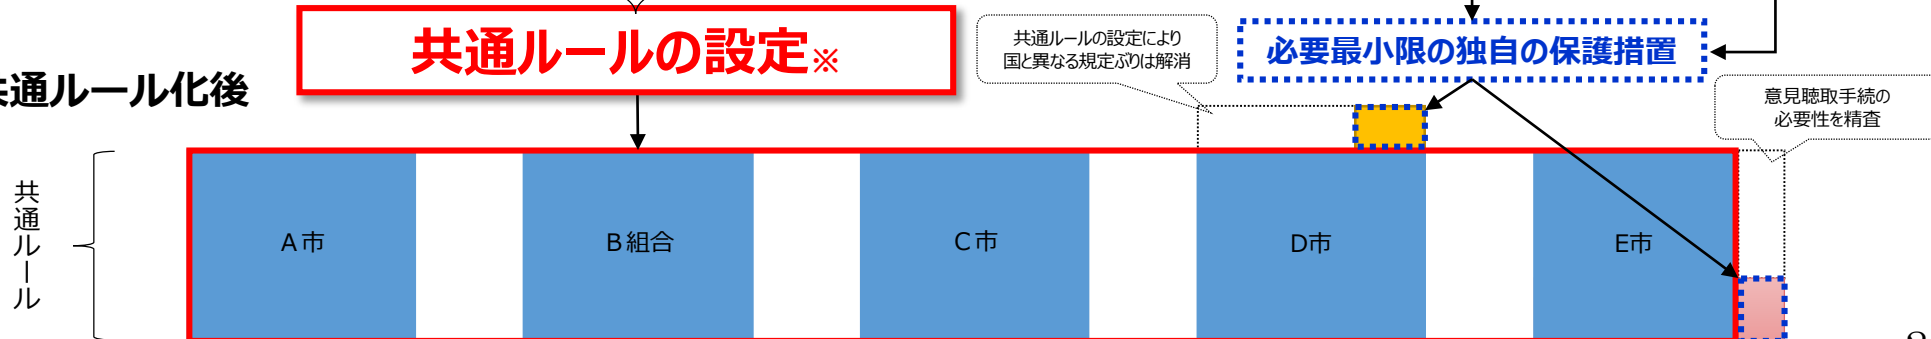 共通ルールの設定※
共通ルールの設定により
国と異なる規定ぶりは解消
必要最小限の独自の保護措置
通ルール化後
意見聴取手続の
必要性を精査
共通ルール
A市
B組合
C市
D市
E市